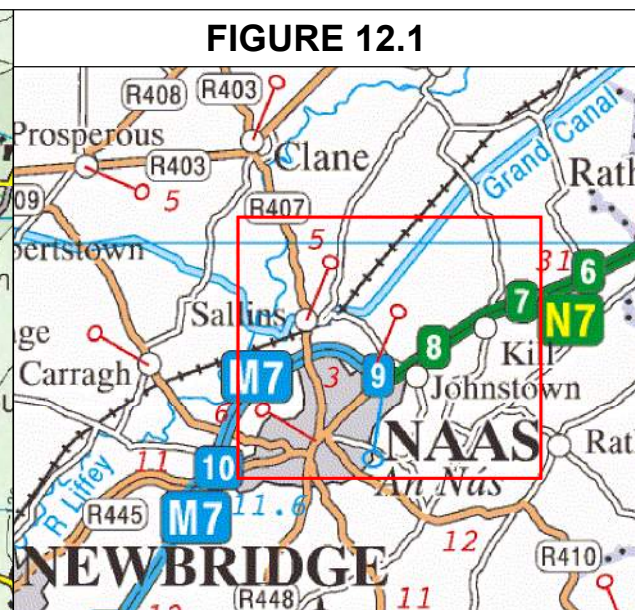 FIGURE 12.1
R408
R403
Prosperous
R403
Clane
Grand Canal
5
09
R407
Rath
bertstown
5
31
6
7
N7
Sallins
8
Kill
ge
Carragh
M7
3
9
Johnstown
6
NAAS
Rat
An Nás
11
10
R Liffey
R445
M7
11.6
12
NEWBRIDGE
R410
R448
11